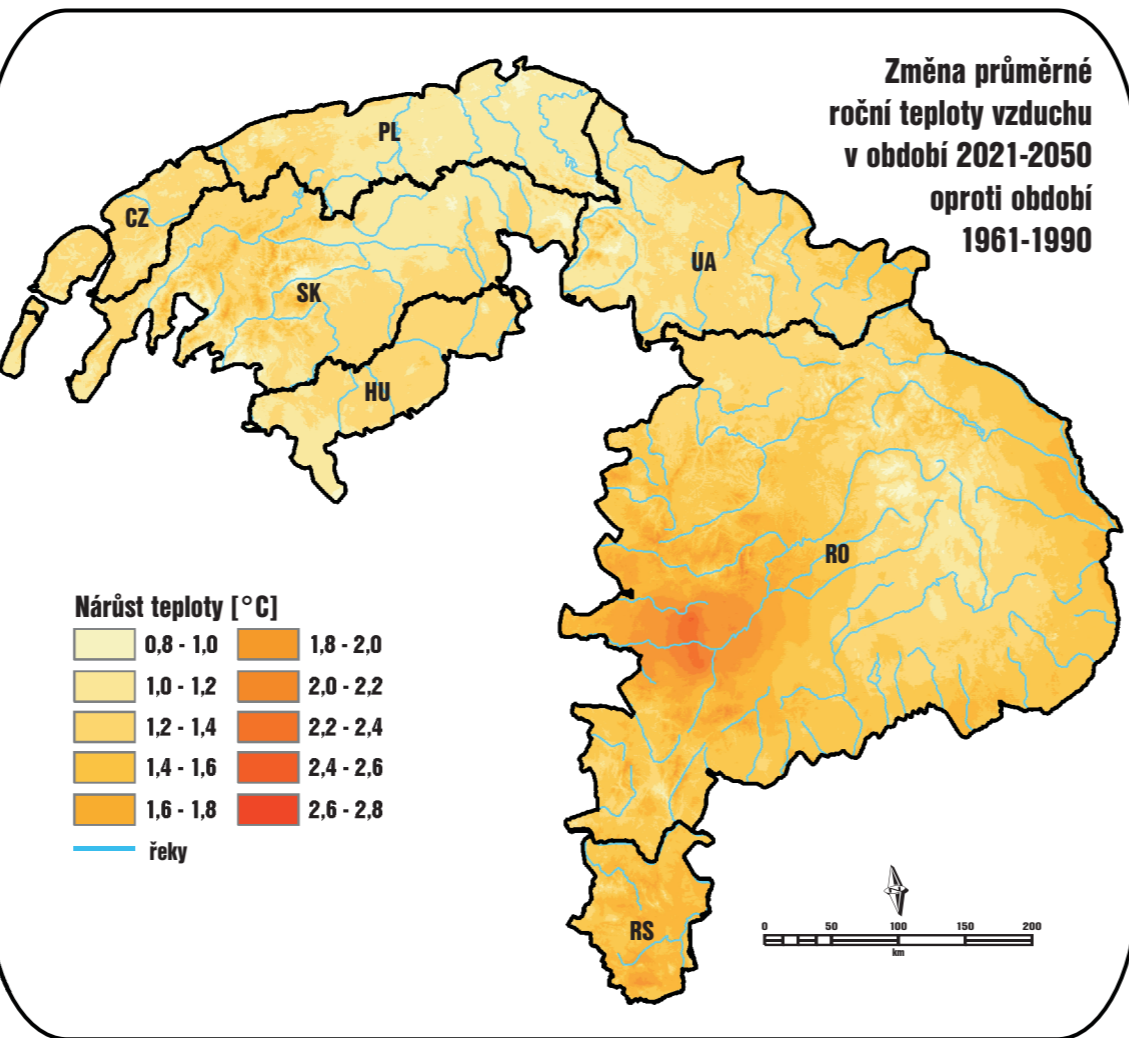 Změna průměrné
roční teploty vzduchu
v období 2021-2050
oproti období
1961-1990
PL
CZ
SK
UA
HU
RO
RS
Nárůst teploty [°C]
0,8 - 1,0
1,0 - 1,2
1,2 - 1,4
1,4 - 1,6
1,6 - 1,8
1,8 - 2,0
2,0 - 2,2
2,2 - 2,4
2,4 - 2,6
2,6 - 2,8
řeky
0 50 100 150 200
km